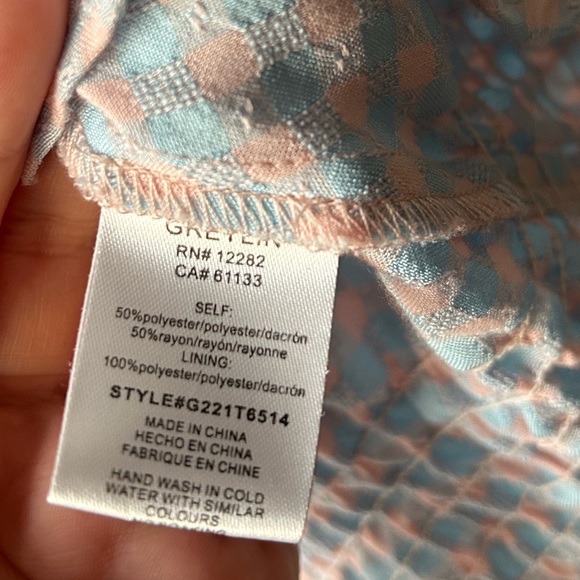 GREYLIN
RN# 12282
CA# 61133
SELF:
50%polyester/polyester/dacrón
50%rayon/rayón/rayonne
LINING:
100%polyester/polyester/dacrón
STYLE#G221T6514
MADE IN CHINA
HECHO EN CHINA
FABRIQUE EN CHINE
HAND WASH IN COLD
WATER WITH SIMILAR
COLOURS